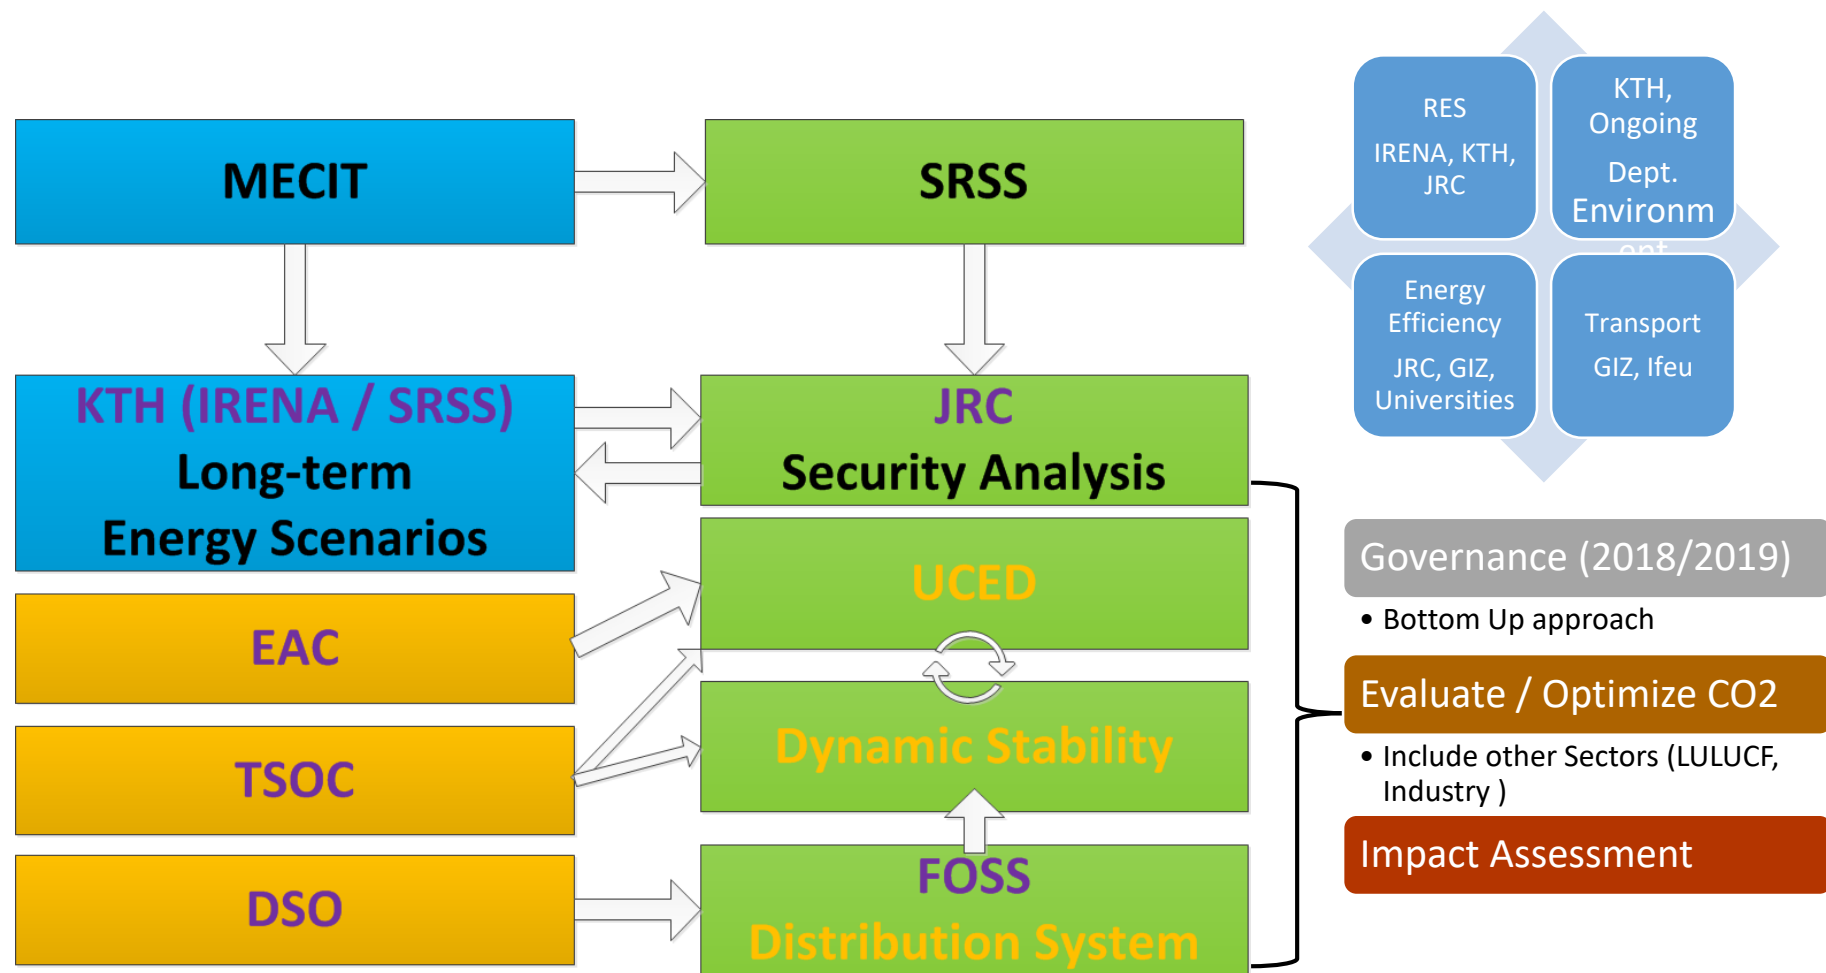 MECIT
SRSS
KTH (IRENA / SRSS)
Long-term
Energy Scenarios
JRC
Security Analysis
EAC
UCED
TSOC
Dynamic Stability
DSO
FOSS
Distribution System
RES
IRENA, KTH,
JRC
KTH,
Ongoing
Dept.
Environm
ent
Energy
Efficiency
JRC, GIZ,
Universities
Transport
GIZ, Ifeu
Governance (2018/2019)
• Bottom Up approach
Evaluate / Optimize CO2
• Include other Sectors (LULUCF,
Industry )
Impact Assessment